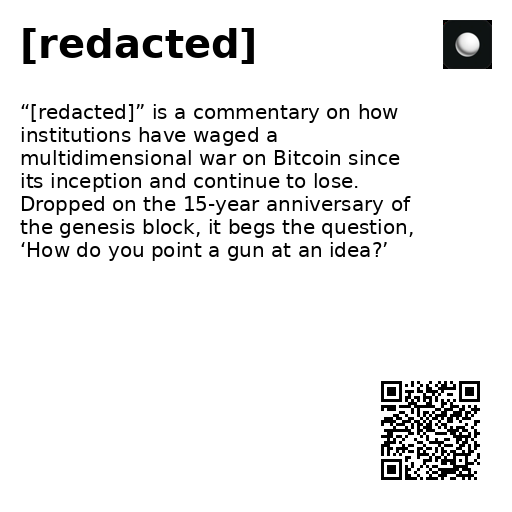 [redacted]
“[redacted]” is a commentary on how
institutions have waged a
multidimensional war on Bitcoin since
its inception and continue to lose.
Dropped on the 15-year anniversary of
the genesis block, it begs the question,
‘How do you point a gun at an idea?’